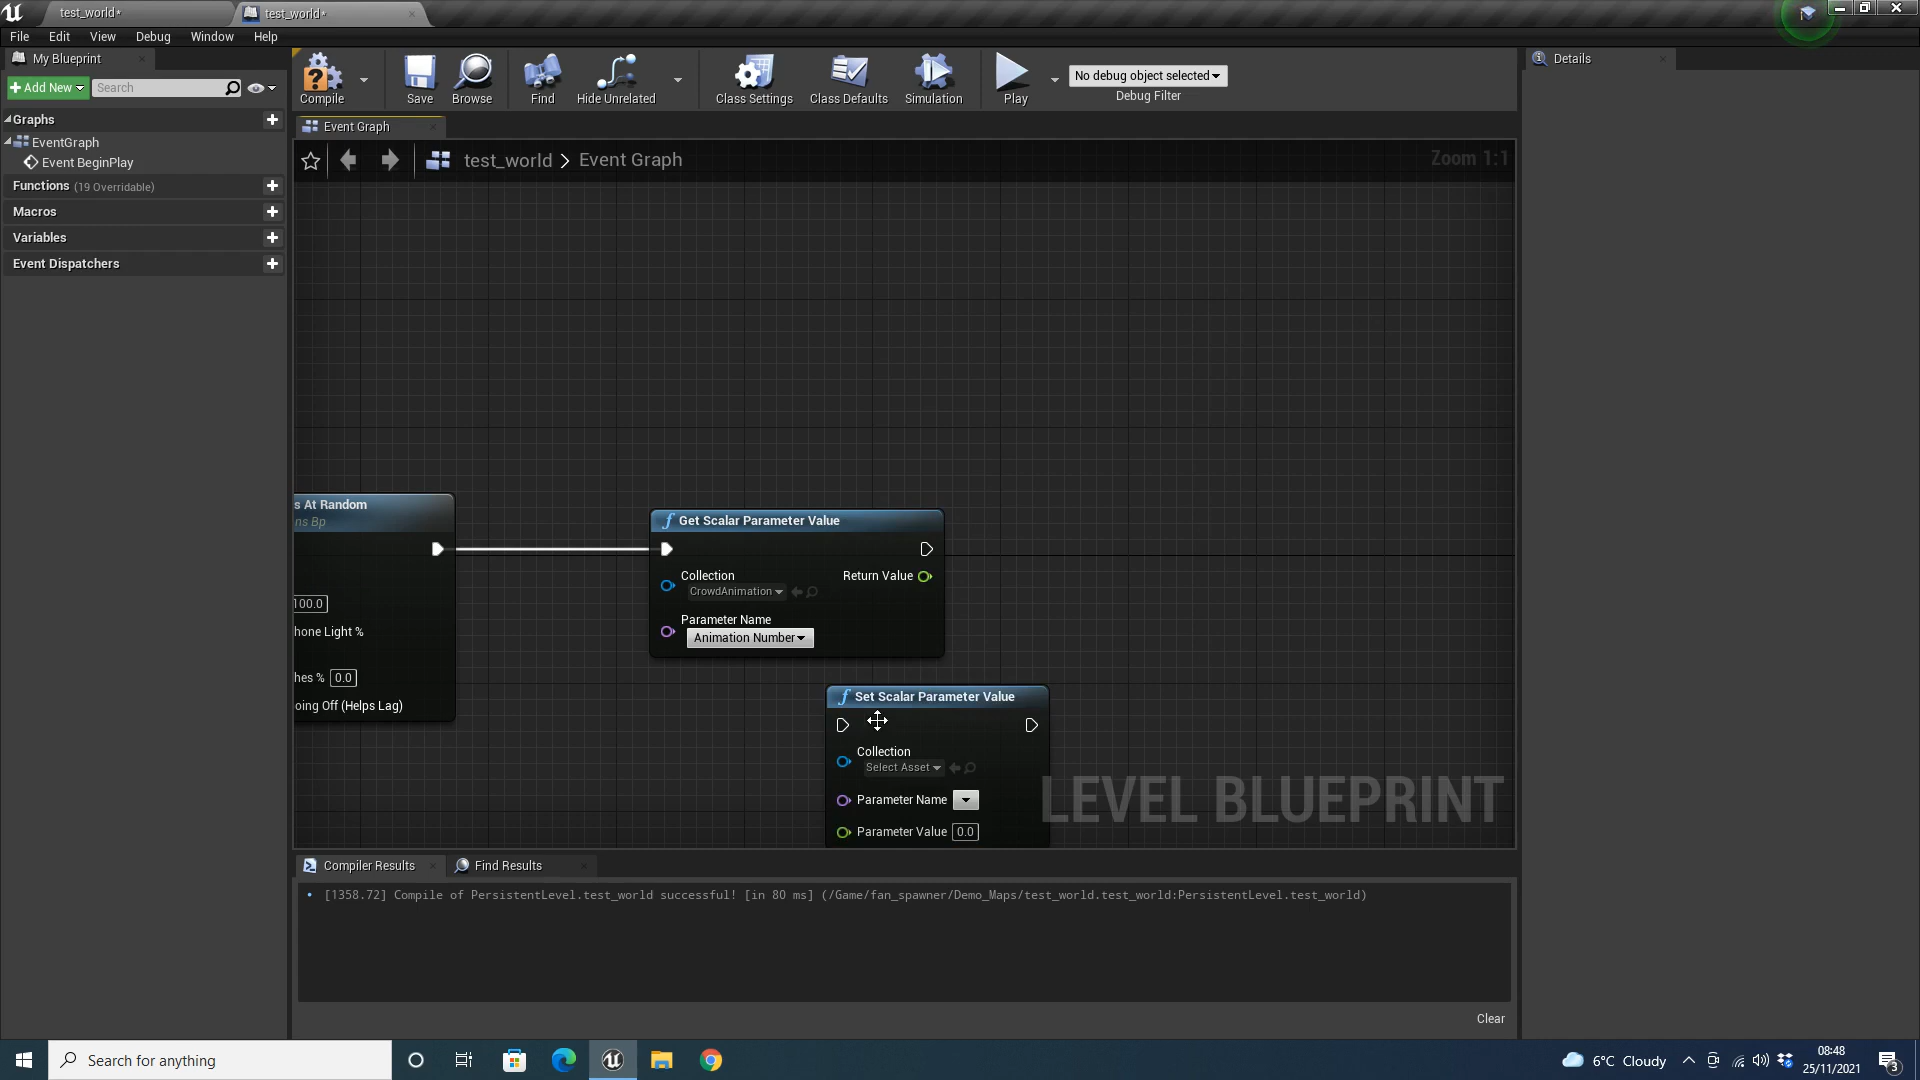 test_world*
test_world*
File Edit View Debug Window Help
My Blueprint
Add New
Search
Graphs
EventGraph
Event BeginPlay
Functions (19 Overridable)
Macros
Variables
Event Dispatchers
Compile
Save
Browse
Find
Hide Unrelated
Class Settings
Class Defaults
Simulation
Play
No debug object selected
Debug Filter
Details
Event Graph
test_world > Event Graph
Zoom 1:1
s At Random
ns Bp
100.0
hone Light %
hes % 0.0
oing Off (Helps Lag)
f Get Scalar Parameter Value
Collection
CrowdAnimation
Return Value
Parameter Name
Animation Number
f Set Scalar Parameter Value
Collection
Select Asset
Parameter Name
Parameter Value 0.0
LEVEL BLUEPRINT
Compiler Results
Find Results
[1358.72] Compile of PersistentLevel.test_world successful! [in 80 ms] (/Game/fan_spawner/Demo_Maps/test_world.test_world:PersistentLevel.test_world)
Clear
Search for anything
6°C Cloudy
08:48
25/11/2021
3